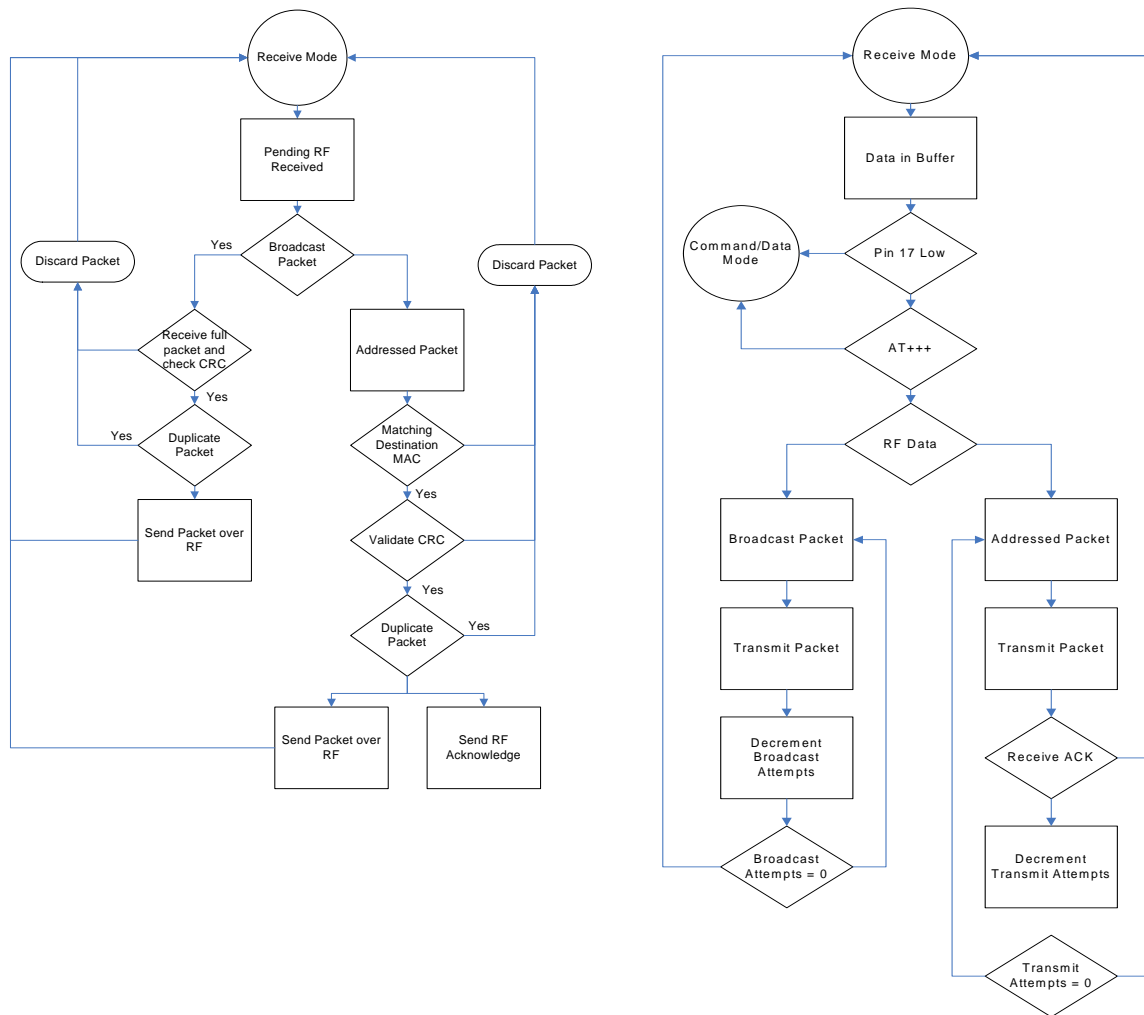 Receive Mode
Pending RF
Received
Yes
Broadcast
Packet
Discard Packet
Discard Packet
Receive full
packet and
check CRC
Addressed Packet
Yes
Yes
Duplicate
Packet
Matching
Destination
MAC
Yes
Send Packet over
RF
Validate CRC
Yes
Duplicate
Packet
Yes
Send Packet over
RF
Send RF
Acknowledge
Receive Mode
Data in Buffer
Command/Data
Mode
Pin 17 Low
AT+++
RF Data
Broadcast Packet
Addressed Packet
Transmit Packet
Transmit Packet
Decrement
Broadcast
Attempts
Receive ACK
Broadcast
Attempts = 0
Decrement
Transmit Attempts
Transmit
Attempts = 0